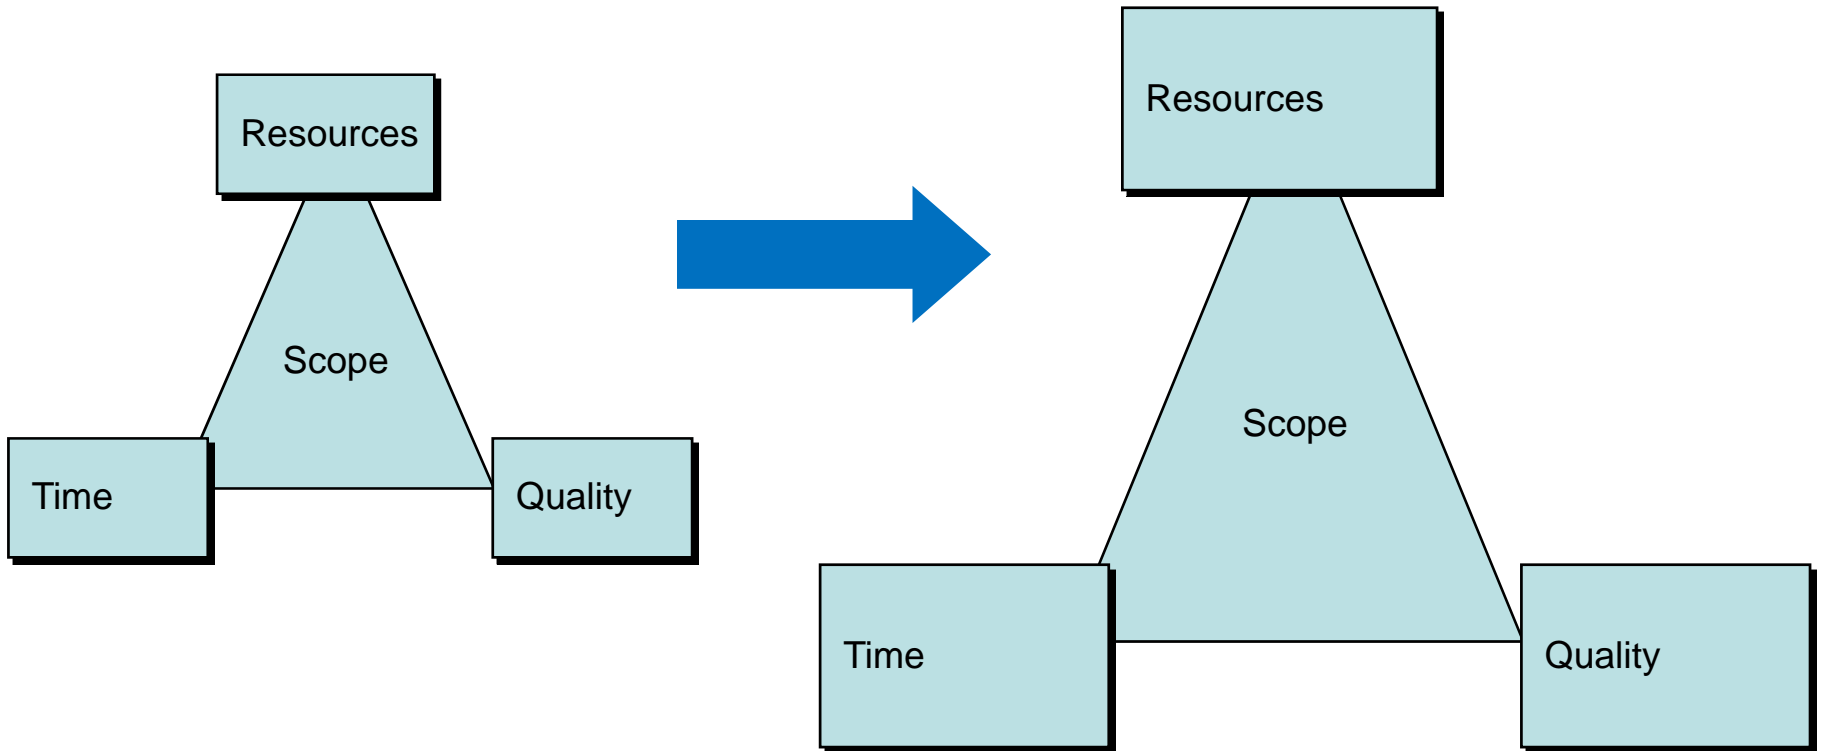 Resources
Scope
Time
Quality
Resources
Scope
Time
Quality